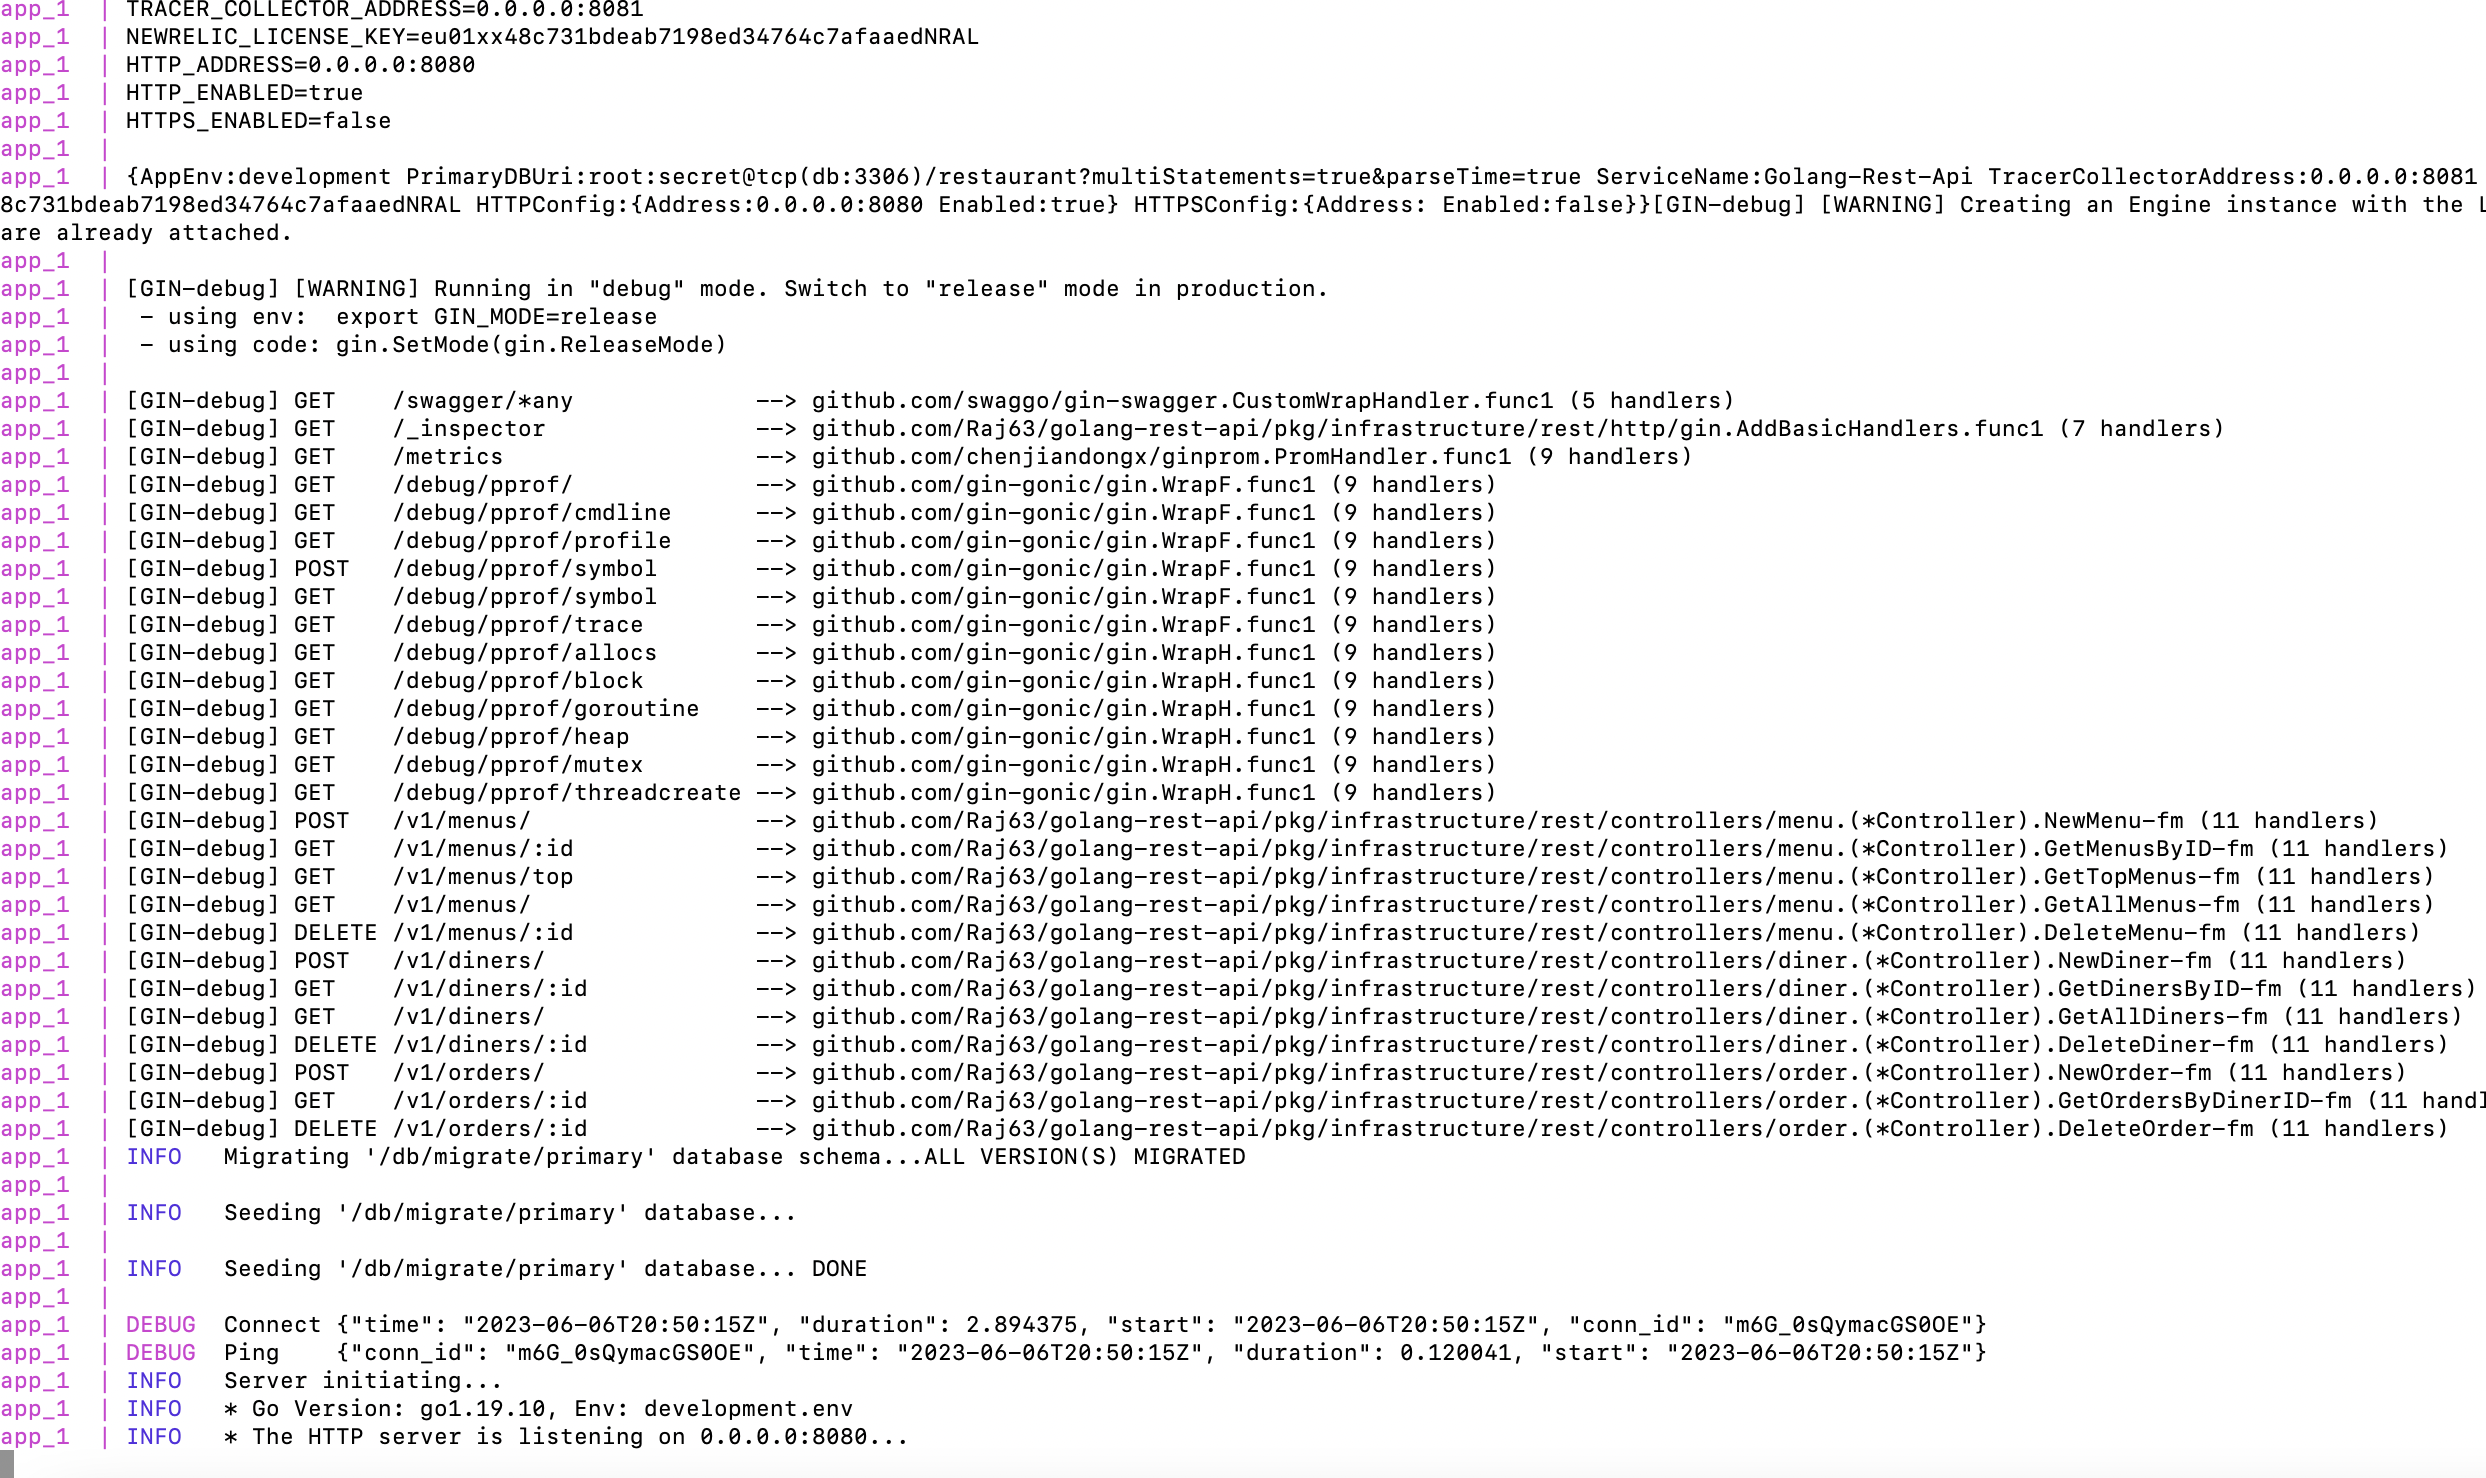 app_1  | TRACER_COLLECTOR_ADDRESS=0.0.0.0:8081
app_1  | NEWRELIC_LICENSE_KEY=eu01xx48c731bdeab7198ed34764c7afaaedNRAL
app_1  | HTTP_ADDRESS=0.0.0.0:8080
app_1  | HTTP_ENABLED=true
app_1  | HTTPS_ENABLED=false
app_1  |
app_1  | {AppEnv:development PrimaryDBUri:root:secret@tcp(db:3306)/restaurant?multiStatements=true&parseTime=true ServiceName:Golang-Rest-Api TracerCollectorAddress:0.0.0.0:8081
8c731bdeab7198ed34764c7afaaedNRAL HTTPConfig:{Address:0.0.0.0:8080 Enabled:true} HTTPSConfig:{Address: Enabled:false}}[GIN-debug] [WARNING] Creating an Engine instance with the L
are already attached.
app_1  |
app_1  | [GIN-debug] [WARNING] Running in "debug" mode. Switch to "release" mode in production.
app_1  |  - using env:  export GIN_MODE=release
app_1  |  - using code: gin.SetMode(gin.ReleaseMode)
app_1  |
app_1  | [GIN-debug] GET    /swagger/*any             --> github.com/swaggo/gin-swagger.CustomWrapHandler.func1 (5 handlers)
app_1  | [GIN-debug] GET    /_inspector               --> github.com/Raj63/golang-rest-api/pkg/infrastructure/rest/http/gin.AddBasicHandlers.func1 (7 handlers)
app_1  | [GIN-debug] GET    /metrics                  --> github.com/chenjiandongx/ginprom.PromHandler.func1 (9 handlers)
app_1  | [GIN-debug] GET    /debug/pprof/             --> github.com/gin-gonic/gin.WrapF.func1 (9 handlers)
app_1  | [GIN-debug] GET    /debug/pprof/cmdline      --> github.com/gin-gonic/gin.WrapF.func1 (9 handlers)
app_1  | [GIN-debug] GET    /debug/pprof/profile      --> github.com/gin-gonic/gin.WrapF.func1 (9 handlers)
app_1  | [GIN-debug] POST   /debug/pprof/symbol       --> github.com/gin-gonic/gin.WrapF.func1 (9 handlers)
app_1  | [GIN-debug] GET    /debug/pprof/symbol       --> github.com/gin-gonic/gin.WrapF.func1 (9 handlers)
app_1  | [GIN-debug] GET    /debug/pprof/trace        --> github.com/gin-gonic/gin.WrapF.func1 (9 handlers)
app_1  | [GIN-debug] GET    /debug/pprof/allocs       --> github.com/gin-gonic/gin.WrapH.func1 (9 handlers)
app_1  | [GIN-debug] GET    /debug/pprof/block        --> github.com/gin-gonic/gin.WrapH.func1 (9 handlers)
app_1  | [GIN-debug] GET    /debug/pprof/goroutine    --> github.com/gin-gonic/gin.WrapH.func1 (9 handlers)
app_1  | [GIN-debug] GET    /debug/pprof/heap         --> github.com/gin-gonic/gin.WrapH.func1 (9 handlers)
app_1  | [GIN-debug] GET    /debug/pprof/mutex        --> github.com/gin-gonic/gin.WrapH.func1 (9 handlers)
app_1  | [GIN-debug] GET    /debug/pprof/threadcreate --> github.com/gin-gonic/gin.WrapH.func1 (9 handlers)
app_1  | [GIN-debug] POST   /v1/menus/                --> github.com/Raj63/golang-rest-api/pkg/infrastructure/rest/controllers/menu.(*Controller).NewMenu-fm (11 handlers)
app_1  | [GIN-debug] GET    /v1/menus/:id             --> github.com/Raj63/golang-rest-api/pkg/infrastructure/rest/controllers/menu.(*Controller).GetMenusByID-fm (11 handlers)
app_1  | [GIN-debug] GET    /v1/menus/top             --> github.com/Raj63/golang-rest-api/pkg/infrastructure/rest/controllers/menu.(*Controller).GetTopMenus-fm (11 handlers)
app_1  | [GIN-debug] GET    /v1/menus/                --> github.com/Raj63/golang-rest-api/pkg/infrastructure/rest/controllers/menu.(*Controller).GetAllMenus-fm (11 handlers)
app_1  | [GIN-debug] DELETE /v1/menus/:id             --> github.com/Raj63/golang-rest-api/pkg/infrastructure/rest/controllers/menu.(*Controller).DeleteMenu-fm (11 handlers)
app_1  | [GIN-debug] POST   /v1/diners/               --> github.com/Raj63/golang-rest-api/pkg/infrastructure/rest/controllers/diner.(*Controller).NewDiner-fm (11 handlers)
app_1  | [GIN-debug] GET    /v1/diners/:id            --> github.com/Raj63/golang-rest-api/pkg/infrastructure/rest/controllers/diner.(*Controller).GetDinersByID-fm (11 handlers)
app_1  | [GIN-debug] GET    /v1/diners/               --> github.com/Raj63/golang-rest-api/pkg/infrastructure/rest/controllers/diner.(*Controller).GetAllDiners-fm (11 handlers)
app_1  | [GIN-debug] DELETE /v1/diners/:id            --> github.com/Raj63/golang-rest-api/pkg/infrastructure/rest/controllers/diner.(*Controller).DeleteDiner-fm (11 handlers)
app_1  | [GIN-debug] POST   /v1/orders/               --> github.com/Raj63/golang-rest-api/pkg/infrastructure/rest/controllers/order.(*Controller).NewOrder-fm (11 handlers)
app_1  | [GIN-debug] GET    /v1/orders/:id            --> github.com/Raj63/golang-rest-api/pkg/infrastructure/rest/controllers/order.(*Controller).GetOrdersByDinerID-fm (11 handl
app_1  | [GIN-debug] DELETE /v1/orders/:id            --> github.com/Raj63/golang-rest-api/pkg/infrastructure/rest/controllers/order.(*Controller).DeleteOrder-fm (11 handlers)
app_1  | INFO   Migrating '/db/migrate/primary' database schema...ALL VERSION(S) MIGRATED
app_1  |
app_1  | INFO   Seeding '/db/migrate/primary' database...
app_1  |
app_1  | INFO   Seeding '/db/migrate/primary' database... DONE
app_1  |
app_1  | DEBUG  Connect {"time": "2023-06-06T20:50:15Z", "duration": 2.894375, "start": "2023-06-06T20:50:15Z", "conn_id": "m6G_0sQymacGS0OE"}
app_1  | DEBUG  Ping    {"conn_id": "m6G_0sQymacGS0OE", "time": "2023-06-06T20:50:15Z", "duration": 0.120041, "start": "2023-06-06T20:50:15Z"}
app_1  | INFO   Server initiating...
app_1  | INFO   * Go Version: go1.19.10, Env: development.env
app_1  | INFO   * The HTTP server is listening on 0.0.0.0:8080...